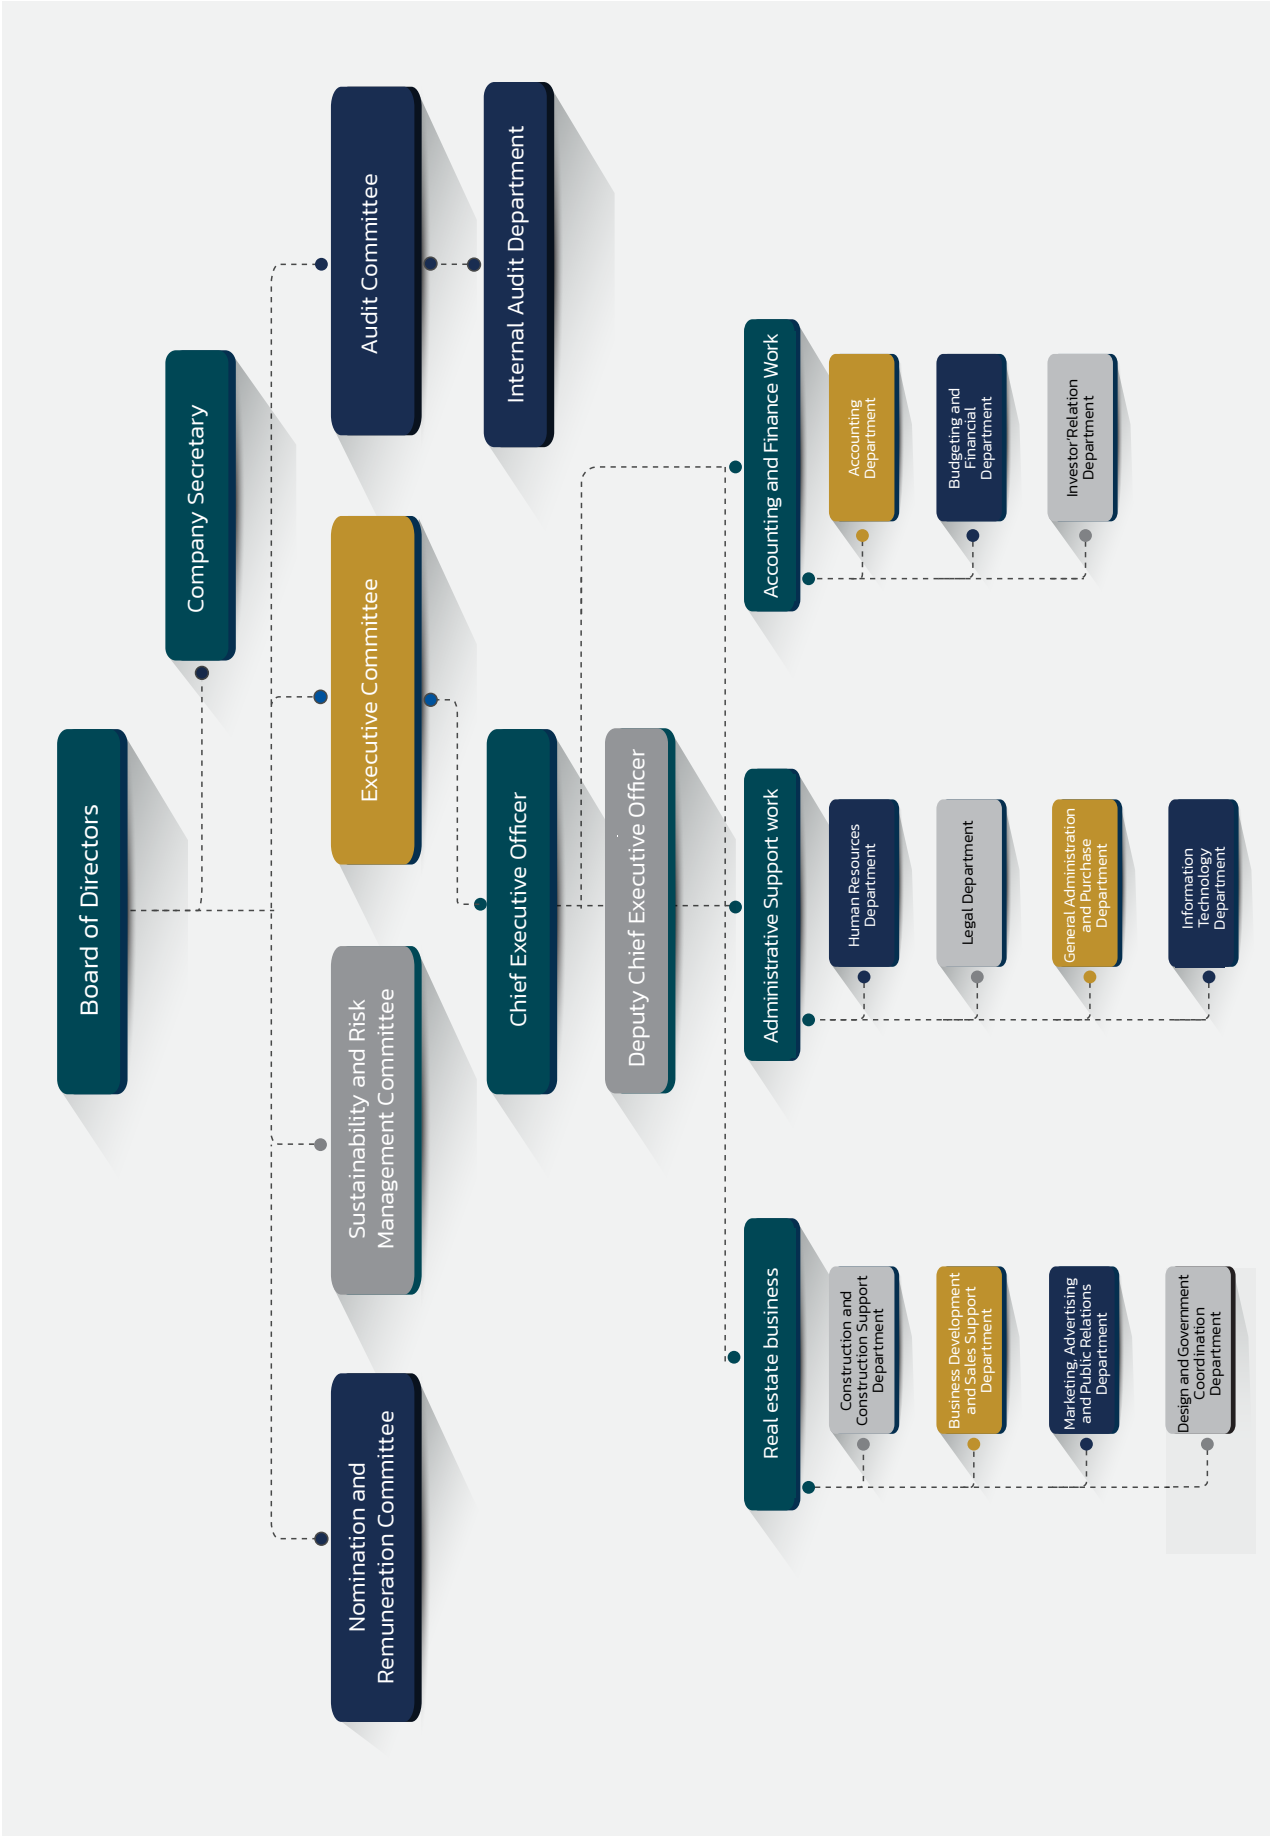 Board of Directors
Company Secretary
Nomination and
Remuneration Committee
Sustainability and Risk
Management Committee
Executive Committee
Audit Committee
Chief Executive Officer
Internal Audit Department
Deputy Chief Executive Officer
Real estate business
Administrative Support work
Accounting and Finance Work
Construction and
Construction Support
Department
Human Resources
Department
Accounting
Department
Business Development
and Sales Support
Department
Legal Department
Budgeting and
Financial
Department
Marketing, Advertising
and Public Relations
Department
General Administration
and Purchase
Department
Investor'Relation
Department
Design and Government
Coordination
Department
Information
Technology
Department